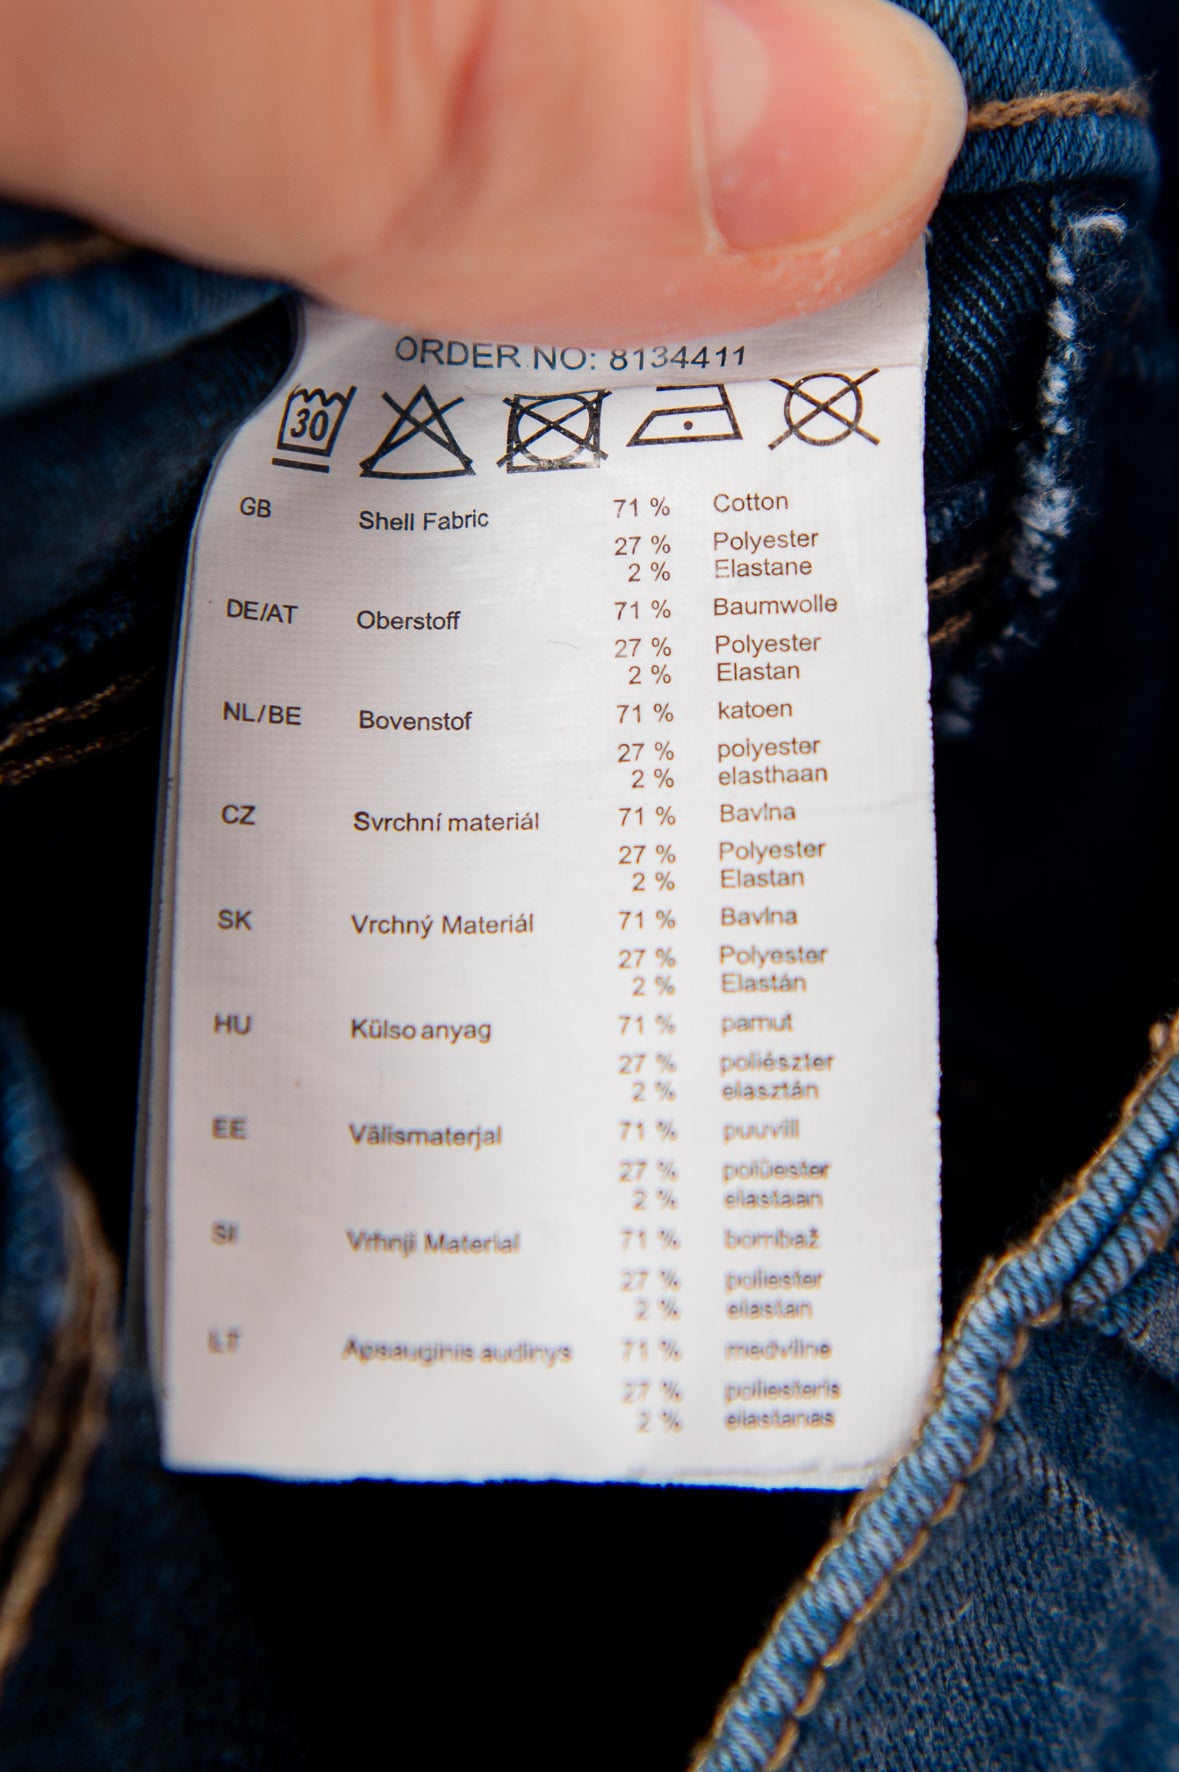 ORDER NO: 8134411
30
GB Shell Fabric 71 % Cotton
27 % Polyester
2 % Elastane
DE/AT Oberstoff 71 % Baumwolle
27 % Polyester
2 % Elastan
NL/BE Bovenstof 71 % katoen
27 % polyester
2 % elasthaan
CZ Svrchní materiál 71 % Bavlna
27 % Polyester
2 % Elastan
SK Vrchný Materiál 71 % Bavlna
27 % Polyester
2 % Elastán
HU Külso anyag 71 % pamut
27 % poliészter
2 % elasztán
EE Välismaterjal 71 % puuvill
27 % polüester
2 % elastaan
SI Vrhnji Material 71 % bombaž
27 % poliester
2 % elastan
LT Apsauginis audinys 71 % medvilne
27 % poliesteris
2 % elastanas